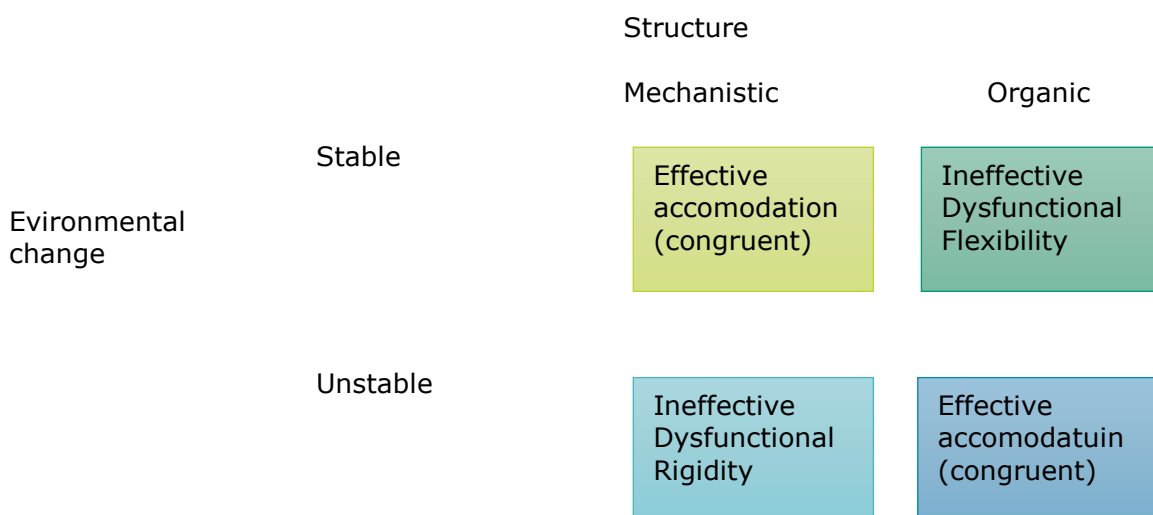 Structure
Mechanistic
Organic
Stable
Effective
accomodation
(congruent)
Ineffective
Dysfunctional
Flexibility
Evironmental
change
Unstable
Ineffective
Dysfunctional
Rigidity
Effective
accomodatuin
(congruent)